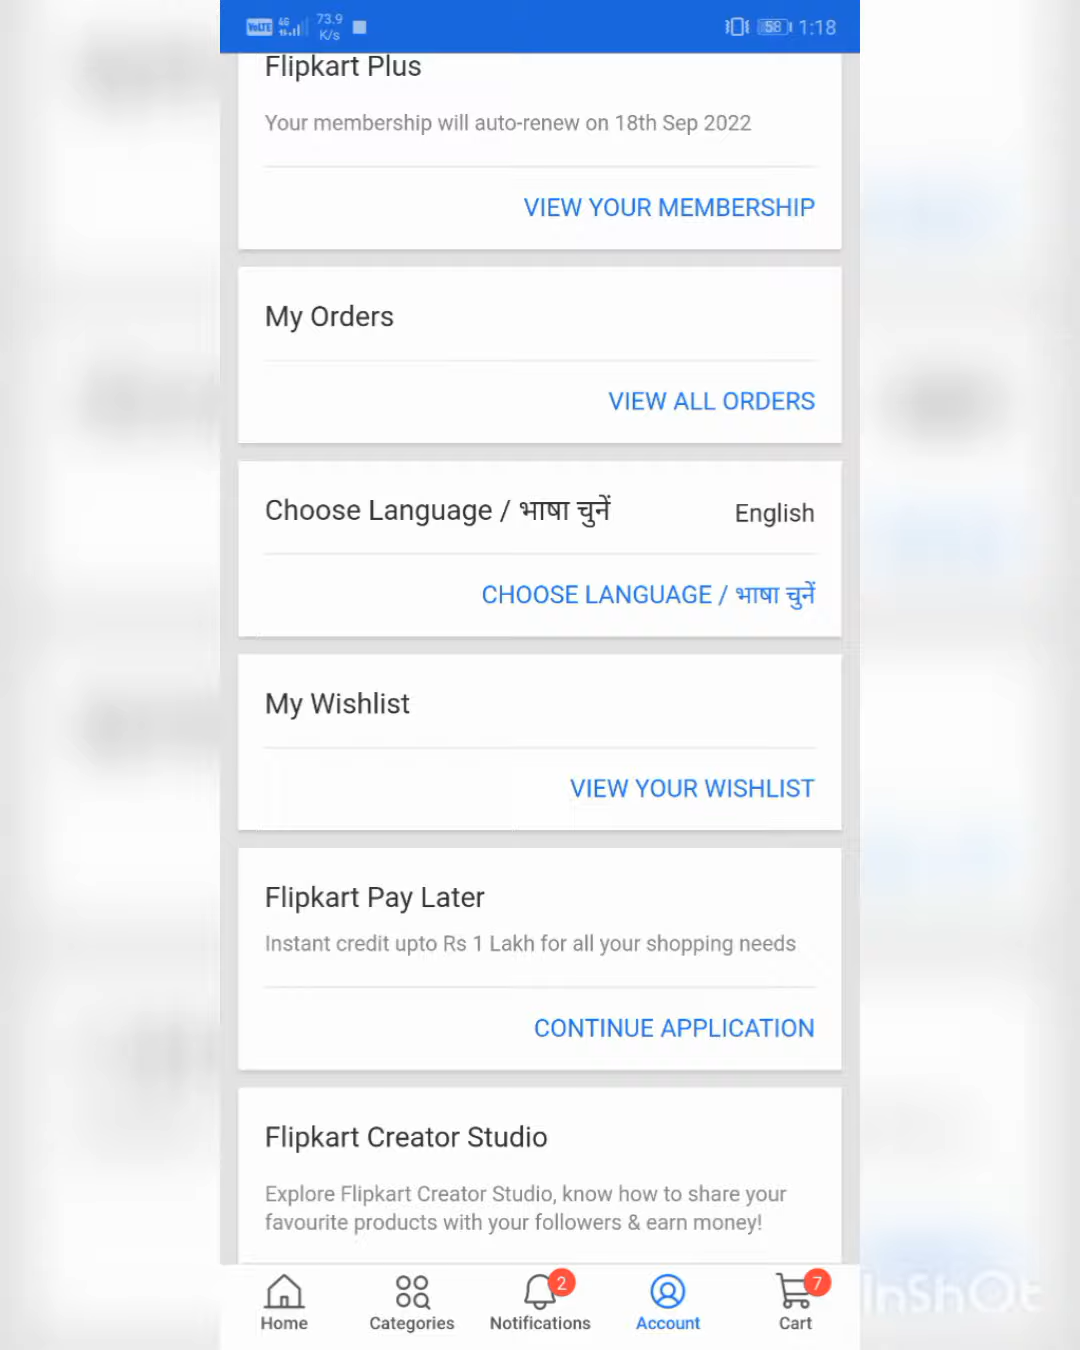 VoLTE 4G 73.9 K/s 58 1:18
Flipkart Plus
Your membership will auto-renew on 18th Sep 2022
VIEW YOUR MEMBERSHIP
My Orders
VIEW ALL ORDERS
Choose Language / भाषा चुनें English
CHOOSE LANGUAGE / भाषा चुनें
My Wishlist
VIEW YOUR WISHLIST
Flipkart Pay Later
Instant credit upto Rs 1 Lakh for all your shopping needs
CONTINUE APPLICATION
Flipkart Creator Studio
Explore Flipkart Creator Studio, know how to share your
favourite products with your followers & earn money!
2 7
Home Categories Notifications Account Cart
InShOt